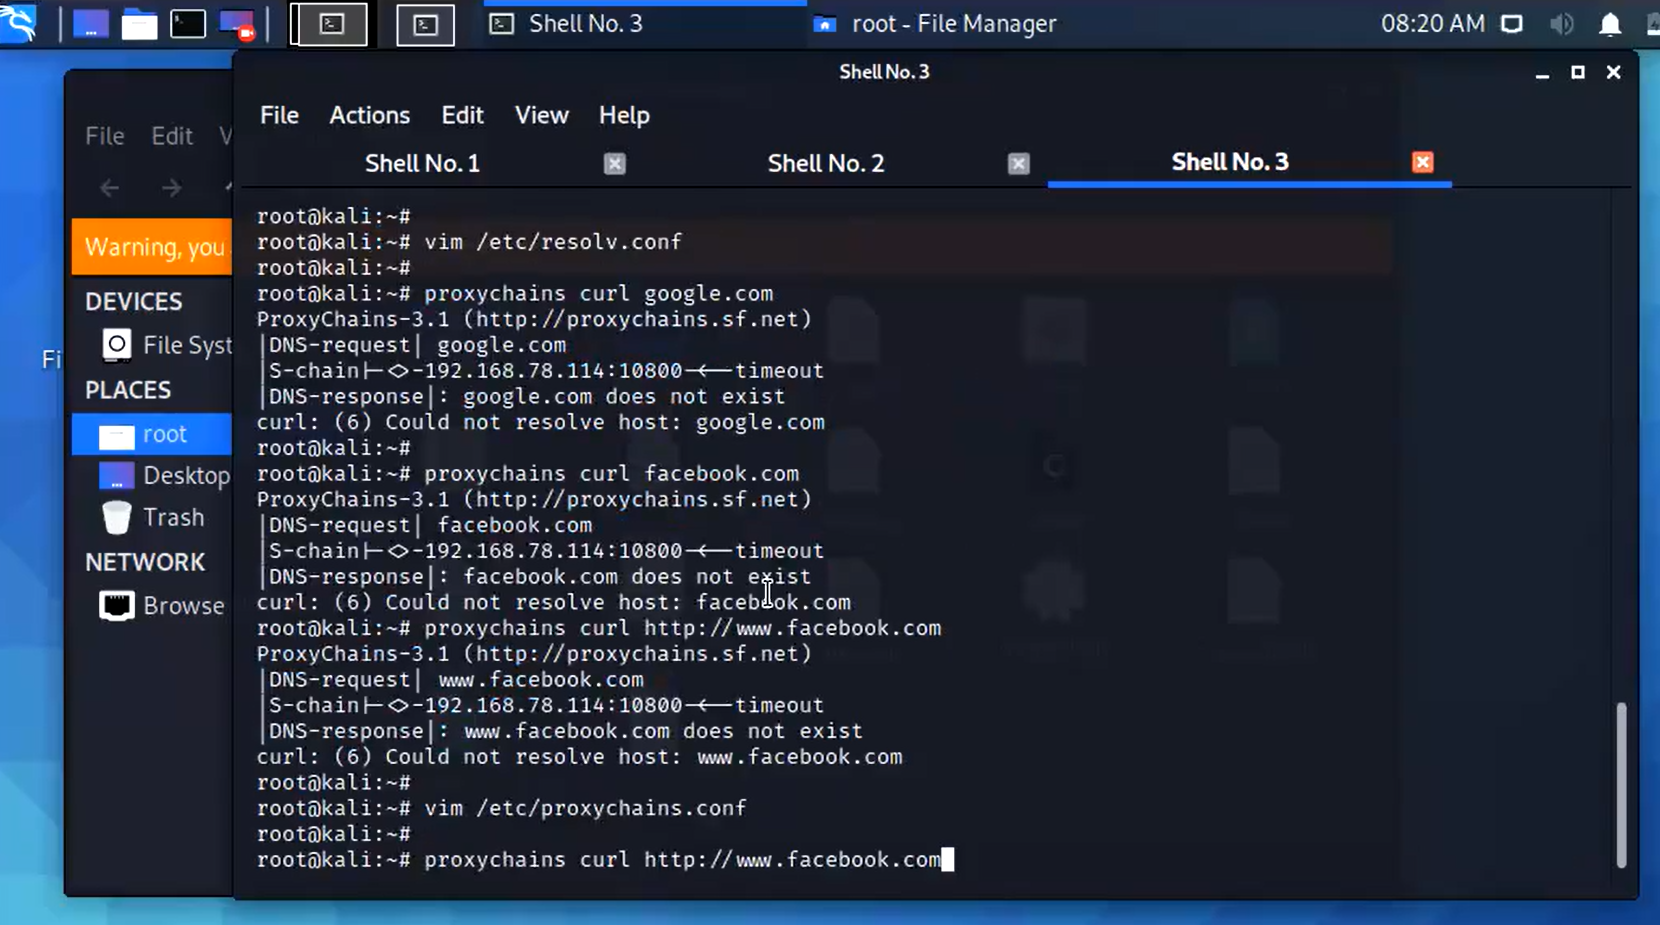 Shell No. 3
root - File Manager
08:20 AM
Shell No. 3
File Edit
File Actions Edit View Help
Shell No. 1
Shell No. 2
Shell No. 3
Warning, you
DEVICES
File Syst
PLACES
root
Desktop
Trash
NETWORK
Browse
Fi
root@kali:~#
root@kali:~# vim /etc/resolv.conf
root@kali:~#
root@kali:~# proxychains curl google.com
ProxyChains-3.1 (http://proxychains.sf.net)
|DNS-request| google.com
|S-chain|-<>-192.168.78.114:10800-<--timeout
|DNS-response|: google.com does not exist
curl: (6) Could not resolve host: google.com
root@kali:~#
root@kali:~# proxychains curl facebook.com
ProxyChains-3.1 (http://proxychains.sf.net)
|DNS-request| facebook.com
|S-chain|-<>-192.168.78.114:10800-<--timeout
|DNS-response|: facebook.com does not exist
curl: (6) Could not resolve host: facebook.com
root@kali:~# proxychains curl http://www.facebook.com
ProxyChains-3.1 (http://proxychains.sf.net)
|DNS-request| www.facebook.com
|S-chain|-<>-192.168.78.114:10800-<--timeout
|DNS-response|: www.facebook.com does not exist
curl: (6) Could not resolve host: www.facebook.com
root@kali:~#
root@kali:~# vim /etc/proxychains.conf
root@kali:~#
root@kali:~# proxychains curl http://www.facebook.com